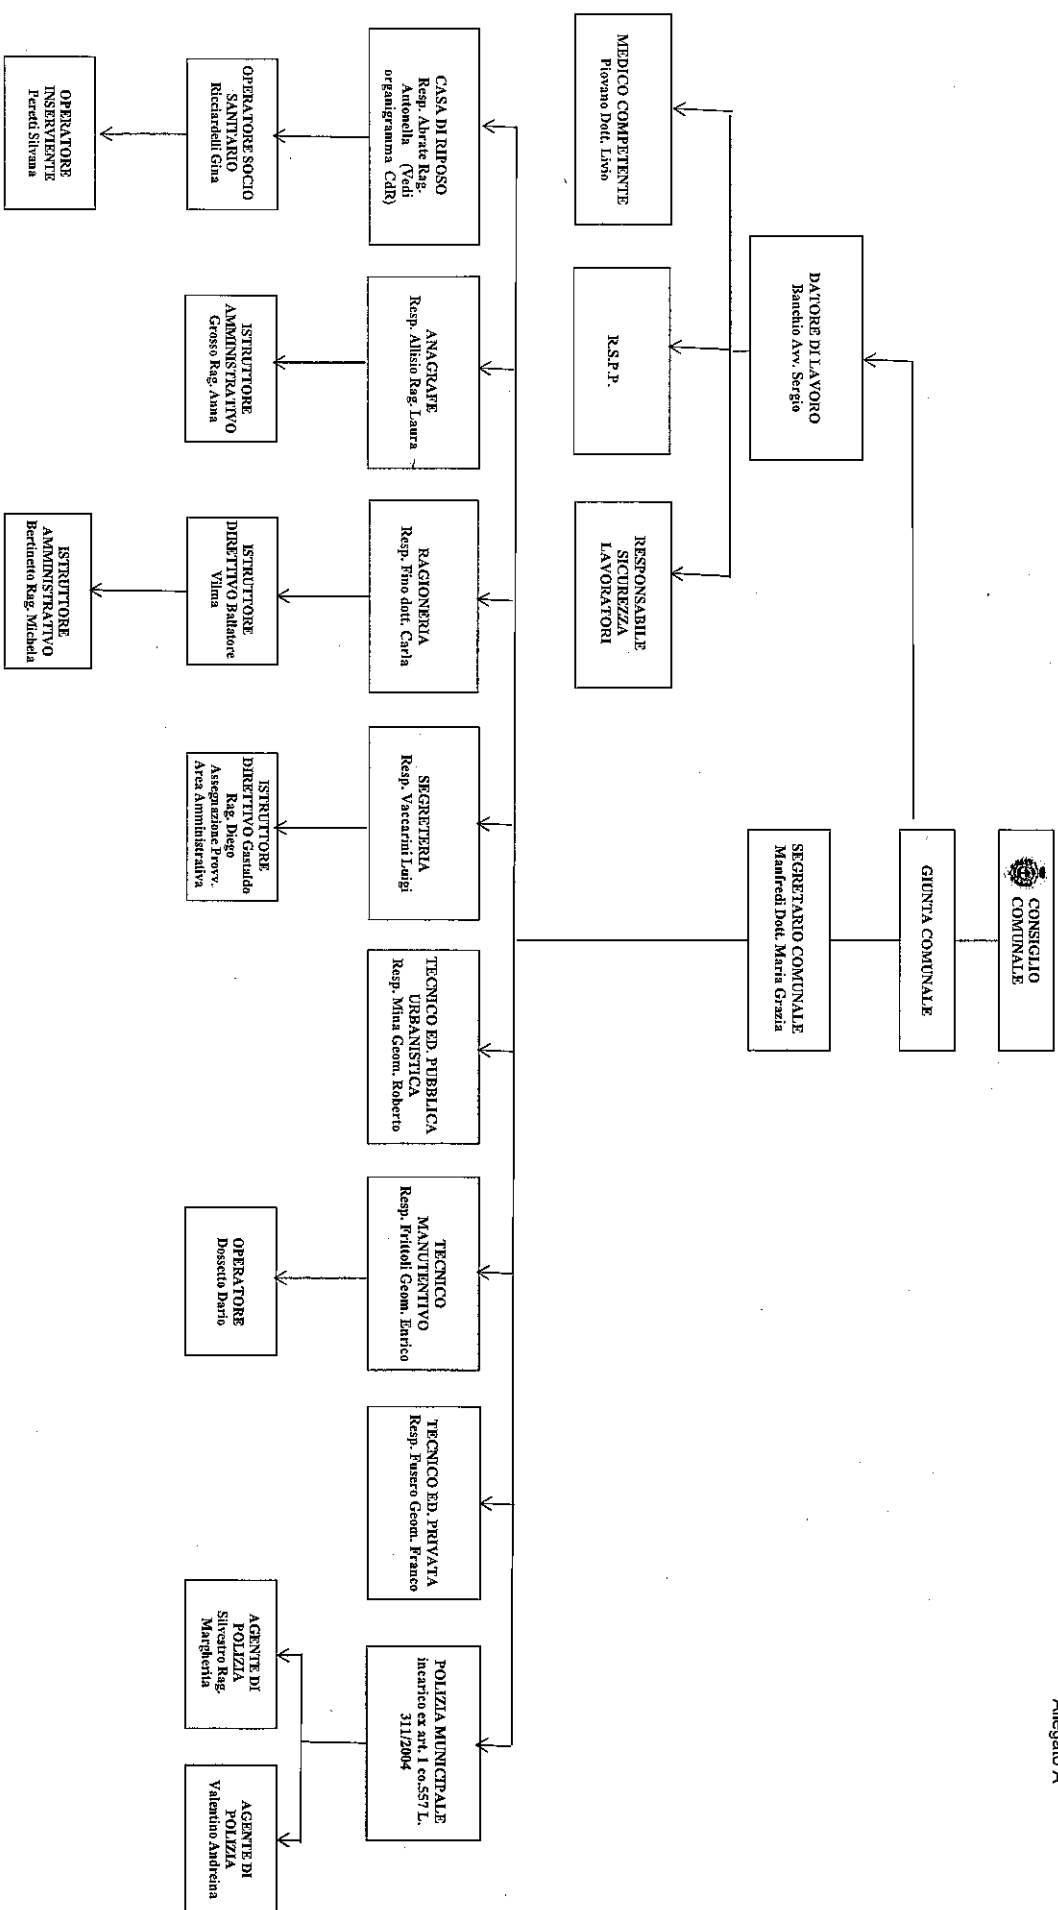 Allegato A
CONSIGLIO
COMUNALE
GIUNTA COMUNALE
SEGRETARIO COMUNALE
Manfredi Dott. Maria Grazia
DATORE DI LAVORO
Banchio Avv. Sergio
MEDICO COMPETENTE
Piovano Dott. Livio
R.S.P.P.
RESPONSABILE
SICUREZZA
LAVORATORI
CASA DI RIPOSO
Resp. Abrate Rag.
Antonella (Vedi
organigramma CdR)
ANAGRAFE
Resp. Allisio Rag. Laura
RAGIONERIA
Resp. Fino dott. Carla
SEGRETERIA
Resp. Vaccarini Luigi
TECNICO ED. PUBBLICA
URBANISTICA
Resp. Mina Geom. Roberto
TECNICO
MANUTENTIVO
Resp. Frittoli Geom. Enrico
TECNICO ED. PRIVATA
Resp. Fusero Geom. Franco
POLIZIA MUNICIPALE
incarico ex art. 1 co.557 L.
311/2004
OPERATORE SOCIO
SANITARIO
Ricciardelli Gina
ISTRUTTORE
AMMINISTRATIVO
Grosso Rag. Anna
ISTRUTTORE
DIRETTIVO Ballatore
Vilma
ISTRUTTORE
DIRETTIVO Gastaldo
Rag. Diego
Assegnazione Provv.
Area Amministrativa
OPERATORE
Dossetto Dario
AGENTE DI
POLIZIA
Silvestro Rag.
Margherita
AGENTE DI
POLIZIA
Valentino Andreina
OPERATORE
INSERVIENTE
Peretti Silvana
ISTRUTTORE
AMMINISTRATIVO
Bertinetto Rag. Michela